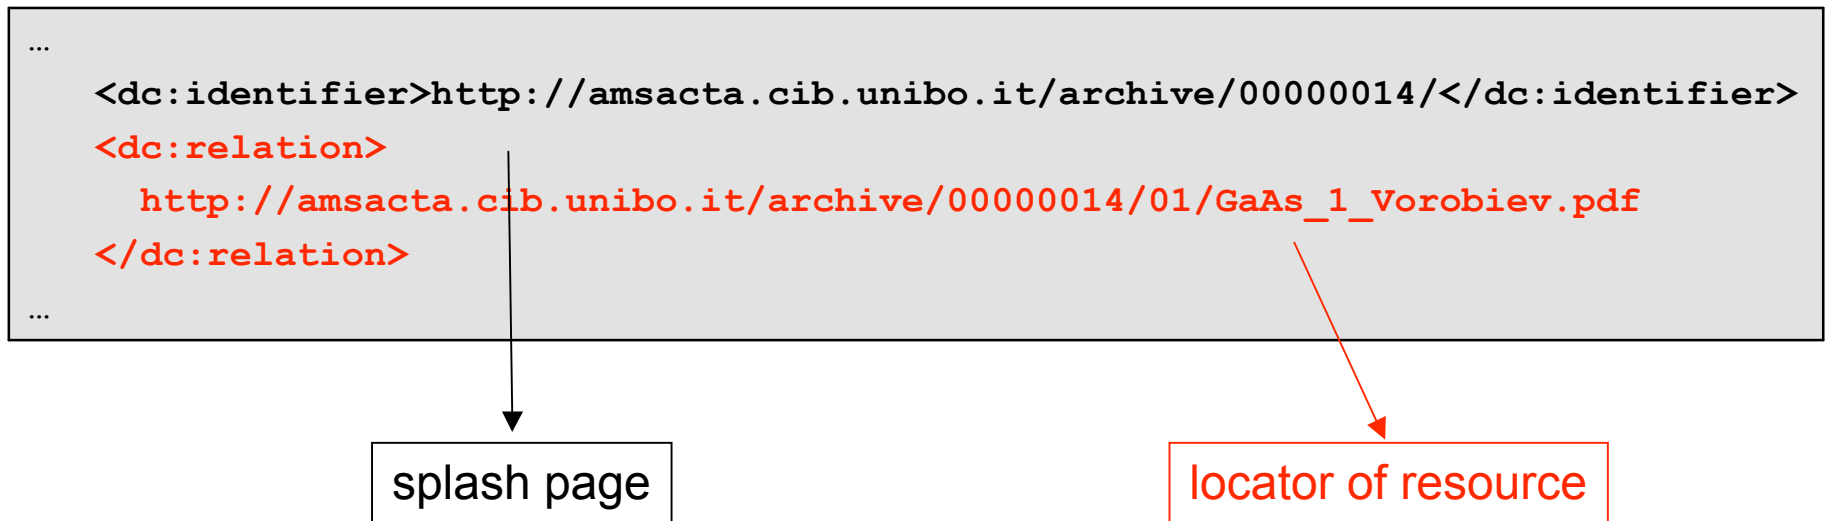 …
<dc:identifier>http://amsacta.cib.unibo.it/archive/00000014/</dc:identifier>
<dc:relation>
http://amsacta.cib.unibo.it/archive/00000014/01/GaAs_1_Vorobiev.pdf
</dc:relation>
…
splash page
locator of resource